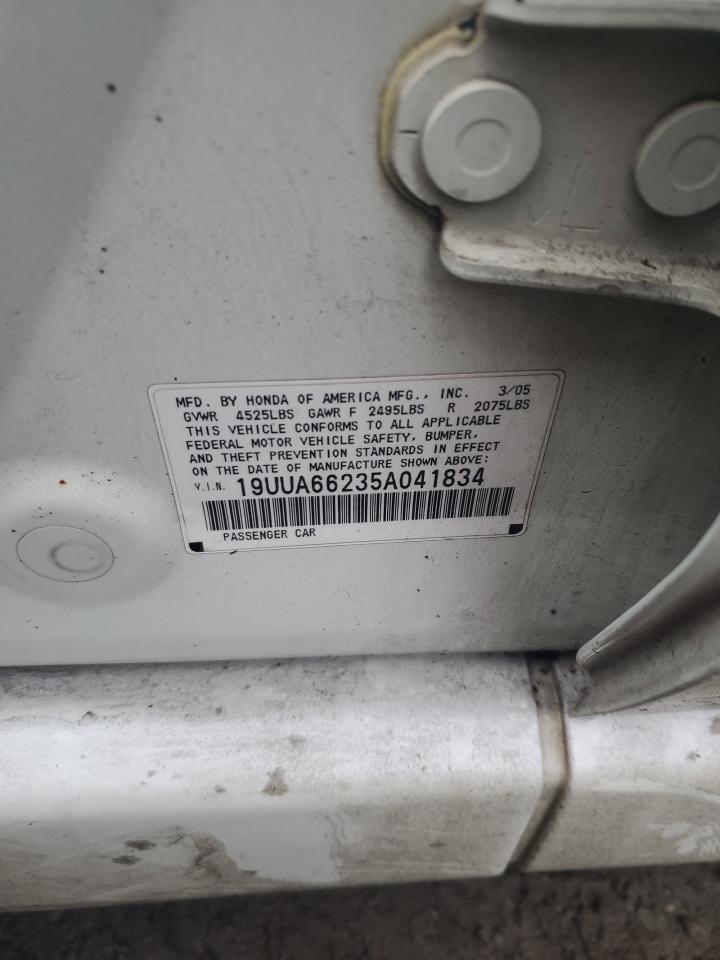 MFD. BY HONDA OF AMERICA MFG., INC. 3/05
GVWR 4525LBS GAWR F 2495LBS R 2075LBS
THIS VEHICLE CONFORMS TO ALL APPLICABLE
FEDERAL MOTOR VEHICLE SAFETY, BUMPER,
AND THEFT PREVENTION STANDARDS IN EFFECT
ON THE DATE OF MANUFACTURE SHOWN ABOVE:
V.I.N. 19UUA66235A041834
PASSENGER CAR